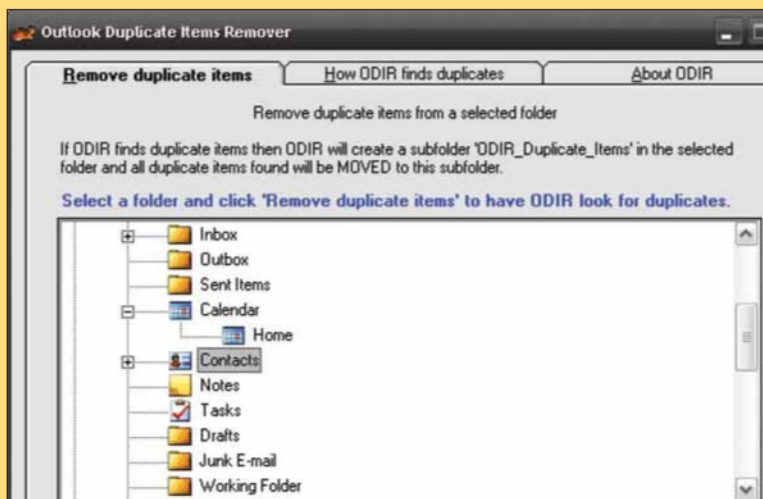 Outlook Duplicate Items Remover
Remove duplicate items How ODIR finds duplicates About ODIR
Remove duplicate items from a selected folder
If ODIR finds duplicate items then ODIR will create a subfolder 'ODIR_Duplicate_Items' in the selected
folder and all duplicate items found will be MOVED to this subfolder.
Select a folder and click 'Remove duplicate items' to have ODIR look for duplicates.
Inbox
Outbox
Sent Items
Calendar
Home
Contacts
Notes
Tasks
Drafts
Junk E-mail
Working Folder